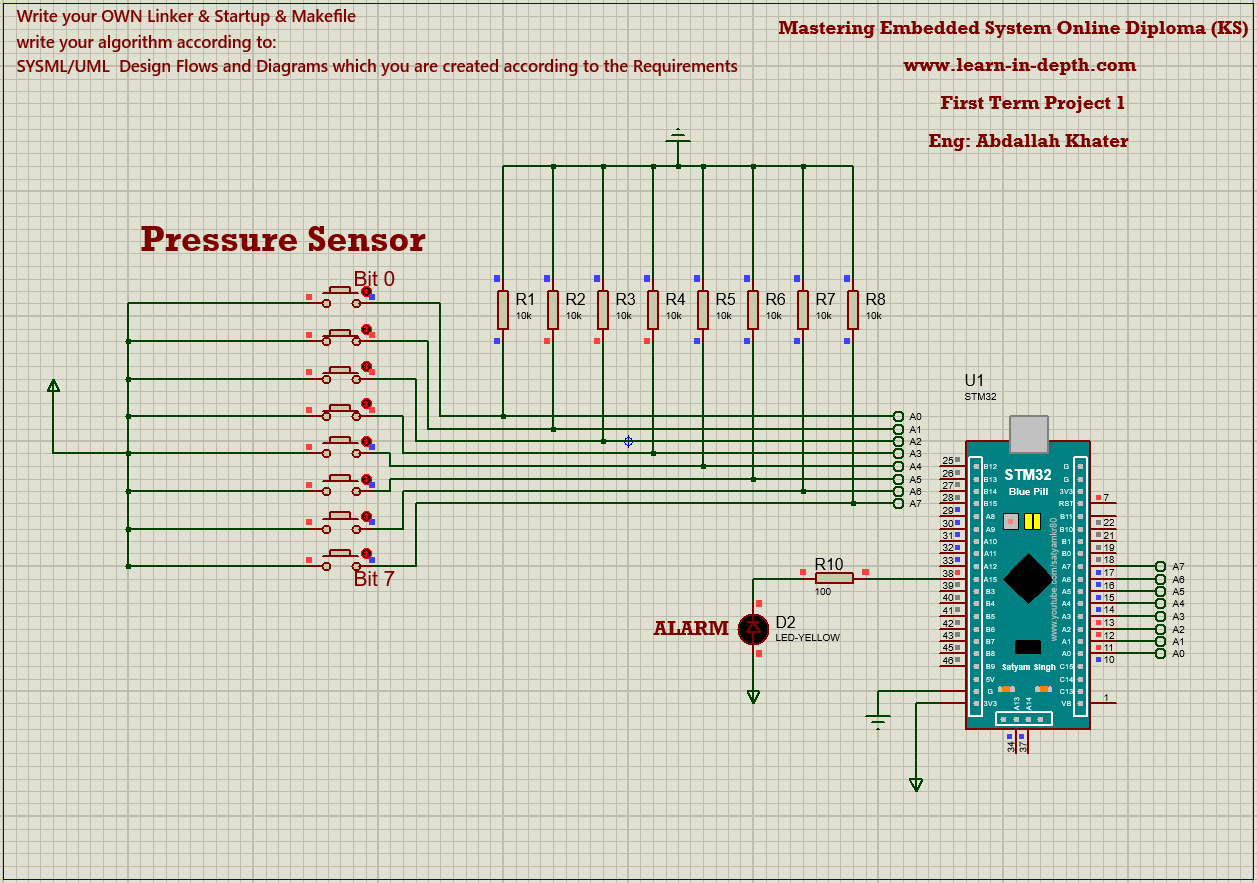 Write your OWN Linker & Startup & Makefile
write your algorithm according to:
SYSML/UML  Design Flows and Diagrams which you are created according to the Requirements
Mastering Embedded System Online Diploma (KS)
www.learn-in-depth.com
First Term Project 1
Eng: Abdallah Khater
Pressure Sensor
Bit 0
Bit 7
R1
10k
R2
10k
R3
10k
R4
10k
R5
10k
R6
10k
R7
10k
R8
10k
A0
A1
A2
A3
A4
A5
A6
A7
R10
100
ALARM
D2
LED-YELLOW
U1
STM32
25
26
27
28
29
30
31
32
33
38
39
40
41
42
43
45
46
B12
B13
B14
B15
A8
A9
A10
A11
A12
A15
B3
B4
B5
B6
B7
B8
B9
5V
G
3V3
STM32
Blue Pill
www.youtube.com/satyamkr80
Satyam Singh
A13
A14
34
37
G
G
3V3
RST
B11
B10
B1
B0
A7
A6
A5
A4
A3
A2
A1
A0
C15
C14
C13
VB
7
22
21
19
18
17
16
15
14
13
12
11
10
1
A7
A6
A5
A4
A3
A2
A1
A0